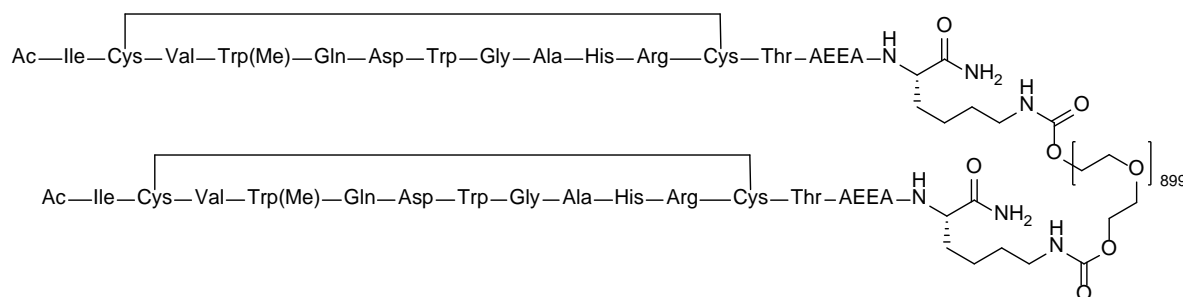 Ac—Ile—Cys—Val—Trp(Me)—Gln—Asp—Trp—Gly—Ala—His—Arg—Cys—Thr—AEEA—N H O NH2
H N O O O 899
Ac—Ile—Cys—Val—Trp(Me)—Gln—Asp—Trp—Gly—Ala—His—Arg—Cys—Thr—AEEA—N H O NH2
H N O O